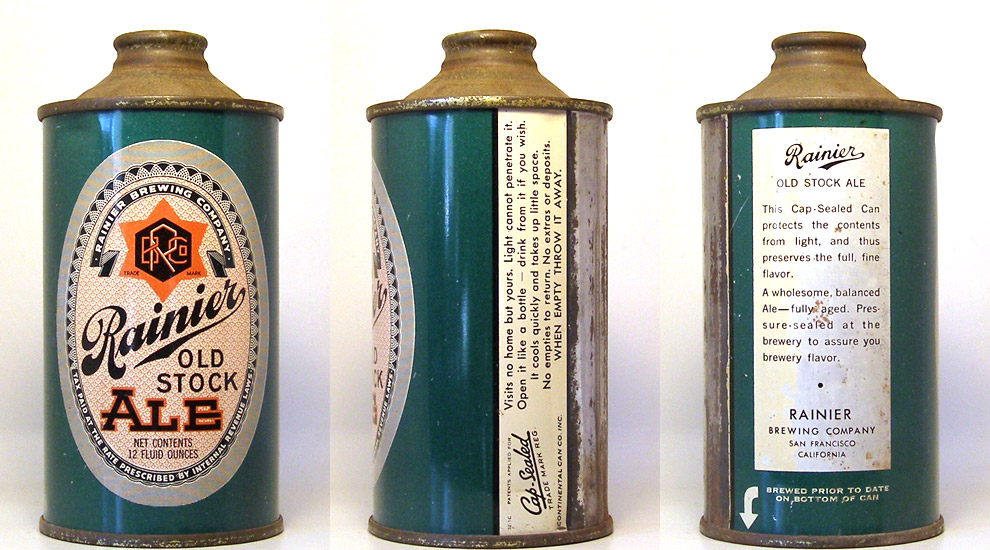 RAINIER BREWING COMPANY
RBCo
TRADE MARK
Rainier
OLD
STOCK
ALE
NET CONTENTS
12 FLUID OUNCES
TAX PAID AT THE RATE PRESCRIBED BY INTERNAL REVENUE LAWS
Visits no home but yours. Light cannot penetrate it.
Open it like a bottle — drink from it if you wish.
It cools quickly and takes up little space.
No empties to return. No extras or deposits.
WHEN EMPTY THROW IT AWAY.
PATENTS APPLIED FOR
Cap-Sealed
TRADE MARK REG.
CONTINENTAL CAN CO. INC.
Rainier
OLD STOCK ALE
This Cap-Sealed Can
protects the contents
from light, and thus
preserves the full, fine
flavor.
A wholesome, balanced
Ale—fully aged. Pres-
sure-sealed at the
brewery to assure you
brewery flavor.
RAINIER
BREWING COMPANY
SAN FRANCISCO
CALIFORNIA
BREWED PRIOR TO DATE
ON BOTTOM OF CAN